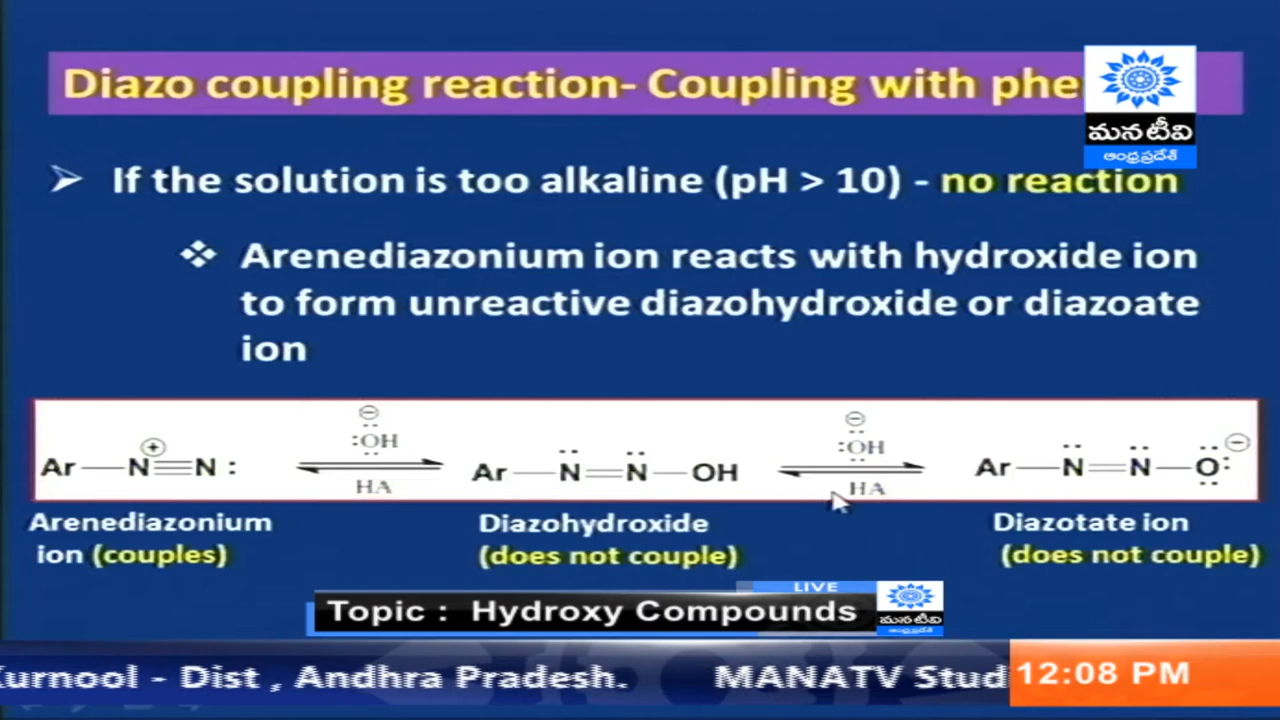 Diazo coupling reaction- Coupling with phe
మన టీవి
ఆంధ్రప్రదేశ్
➢ If the solution is too alkaline (pH > 10) - no reaction
❖ Arenediazonium ion reacts with hydroxide ion
to form unreactive diazohydroxide or diazoate
ion
⊖ ⊖
:OH :OH
Ar—N⊕≡N: ⇌ Ar—N=N—OH ⇌ Ar—N=N—O:⊖
HA HA
Arenediazonium Diazohydroxide Diazotate ion
ion (couples) (does not couple) (does not couple)
LIVE
Topic : Hydroxy Compounds
మన టీవి
ఆంధ్రప్రదేశ్
Kurnool - Dist , Andhra Pradesh. MANATV Stud
12:08 PM